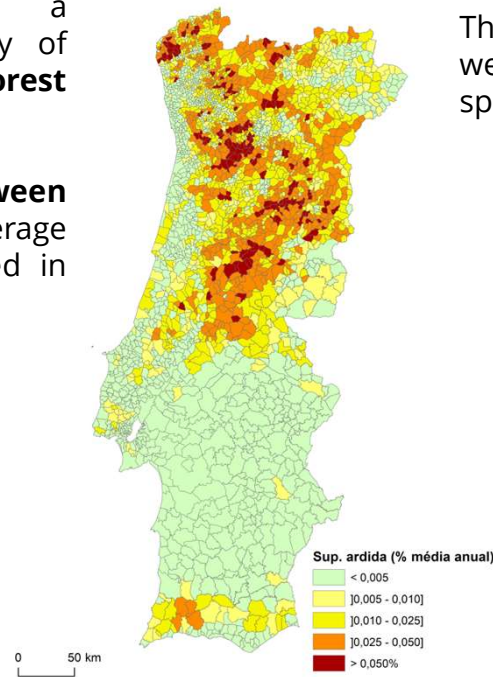 a
y of
orest
ween
erage
ed in
Th
we
sp
Sup. ardida (% média anual)
< 0,005
]0,005 - 0,010]
]0,010 - 0,025]
]0,025 - 0,050]
> 0,050%
0 50 km